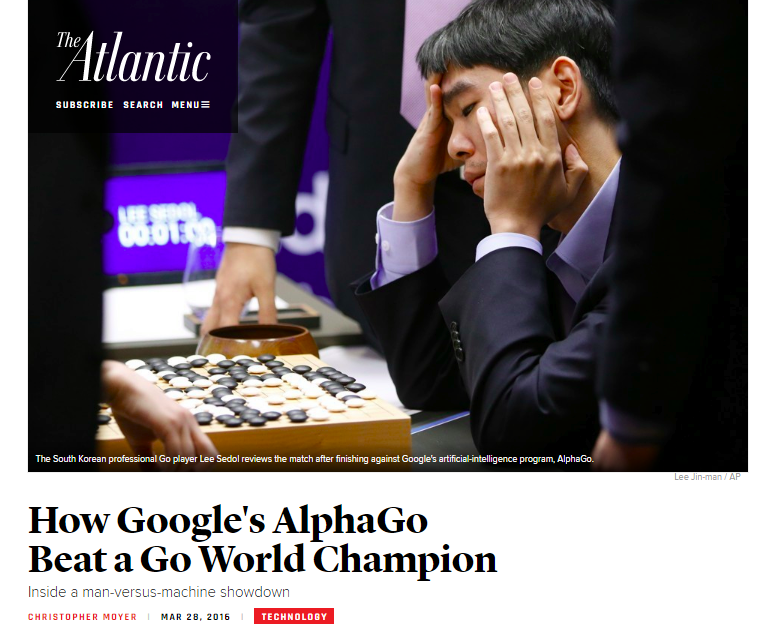 The Atlantic
SUBSCRIBE SEARCH MENU
LEE SEDOL
00:01:00
The South Korean professional Go player Lee Sedol reviews the match after finishing against Google's artificial-intelligence program, AlphaGo.
Lee Jin-man / AP
How Google's AlphaGo
Beat a Go World Champion
Inside a man-versus-machine showdown
CHRISTOPHER MOYER | MAR 28, 2016 | TECHNOLOGY